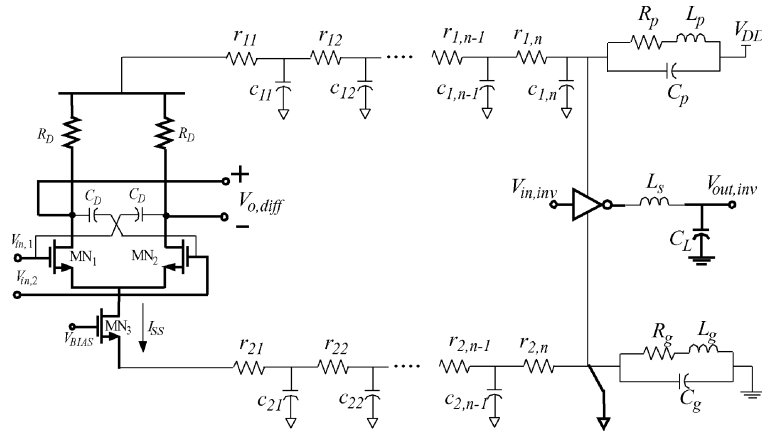 r11 r12 r1,n-1 r1,n Rp Lp VDD
c11 c12 c1,n-1 c1,n Cp
RD RD
+
CD CD Vo,diff
−
Vin,1 MN1 MN2
Vin,2
Vin,inv Ls Vout,inv
CL
VBIAS MN3 ISS
r21 r22 r2,n-1 r2,n Rg Lg
c21 c22 c2,n-1 Cg